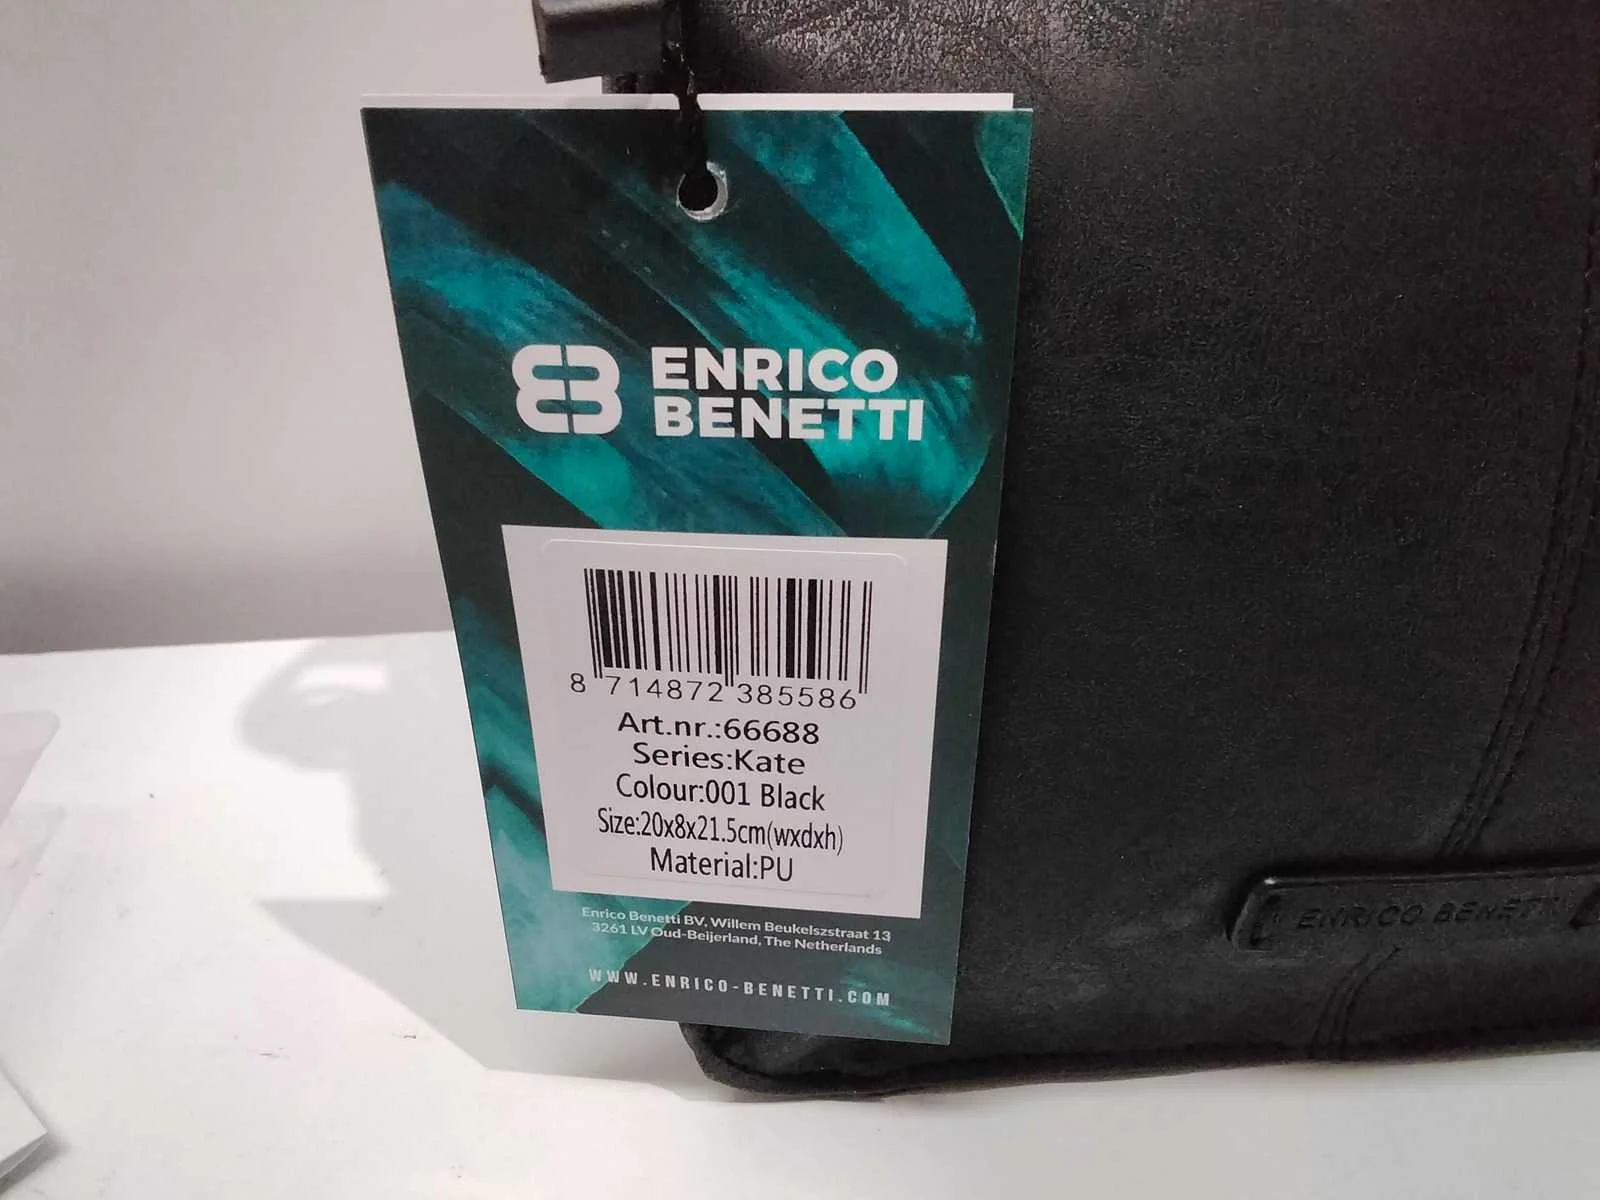 ENRICO
BENETTI
8 714872 385586
Art.nr.:66688
Series:Kate
Colour:001 Black
Size:20x8x21.5cm(wxdxh)
Material:PU
Enrico Benetti BV, Willem Beukelszstraat 13
3261 LV Oud-Beijerland, The Netherlands
WWW.ENRICO-BENETTI.COM
ENRICO BENETTI